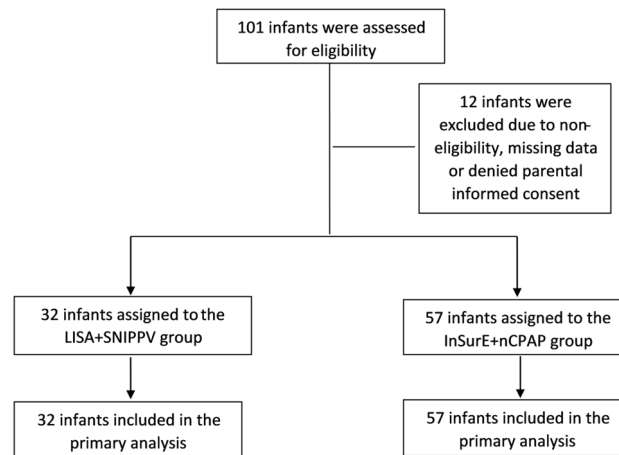 101 infants were assessed
for eligibility
12 infants were
excluded due to non-
eligibility, missing data
or denied parental
informed consent
32 infants assigned to the
LISA+SNIPPV group
57 infants assigned to the
InSurE+nCPAP group
32 infants included in the
primary analysis
57 infants included in the
primary analysis